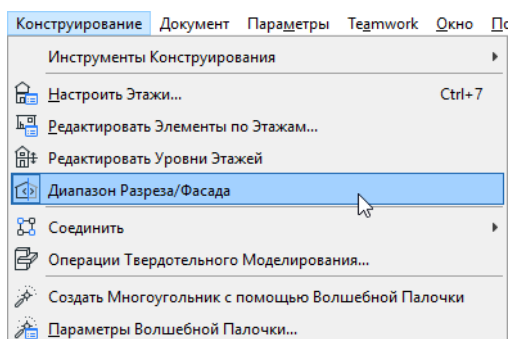 Конструирование Документ Параметры Teamwork Окно
Инструменты Конструирования
Настроить Этажи... Ctrl+7
Редактировать Элементы по Этажам...
Редактировать Уровни Этажей
Диапазон Разреза/Фасада
Соединить
Операции Твердотельного Моделирования...
Создать Многоугольник с помощью Волшебной Палочки
Параметры Волшебной Палочки...